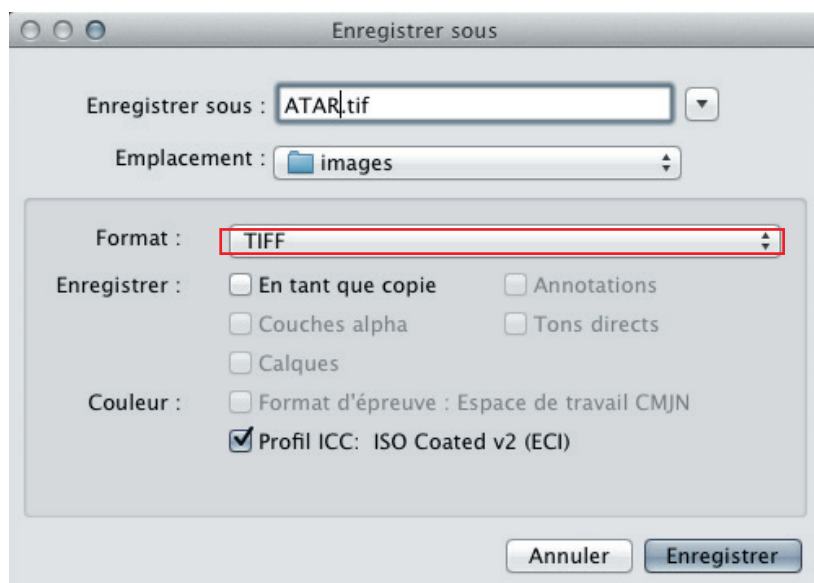 Enregistrer sous
Enregistrer sous : ATAR.tif
Emplacement : images
Format : TIFF
Enregistrer : En tant que copie Annotations
Couches alpha Tons directs
Calques
Couleur : Format d'épreuve : Espace de travail CMJN
Profil ICC: ISO Coated v2 (ECI)
Annuler Enregistrer